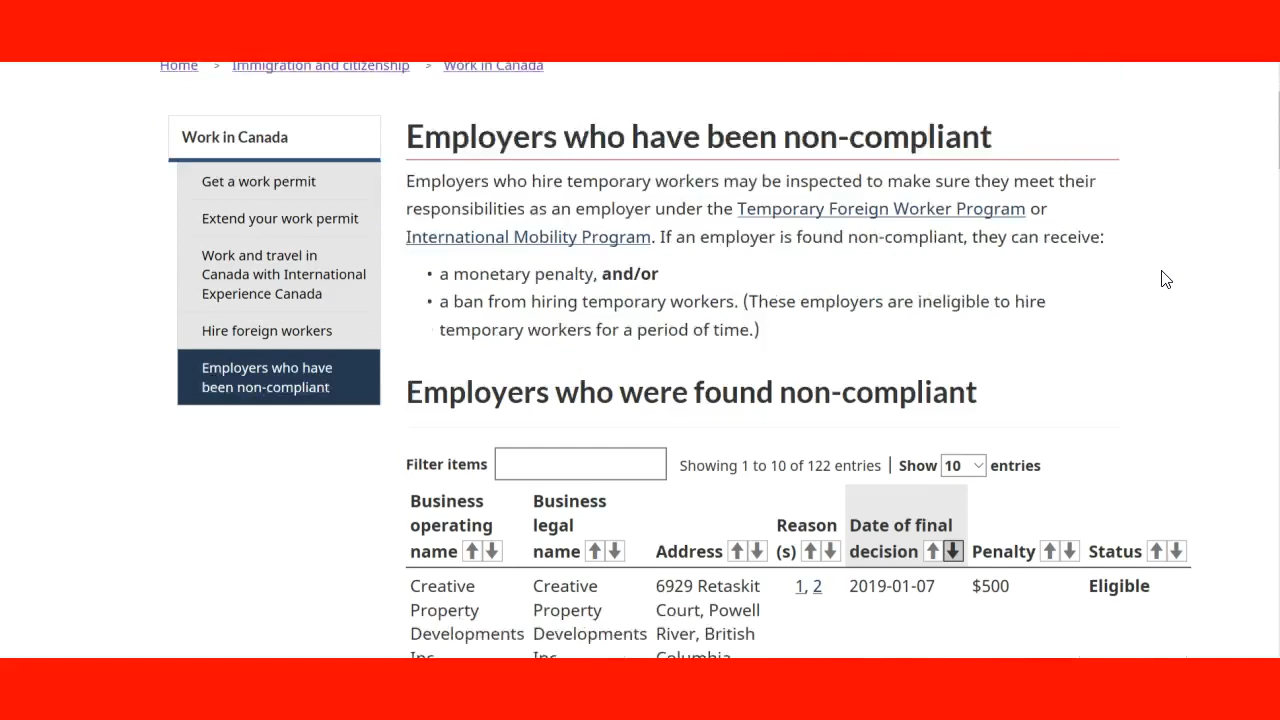 Home > Immigration and citizenship > Work in Canada
Work in Canada
Get a work permit
Extend your work permit
Work and travel in
Canada with International
Experience Canada
Hire foreign workers
Employers who have
been non-compliant
Employers who have been non-compliant
Employers who hire temporary workers may be inspected to make sure they meet their
responsibilities as an employer under the Temporary Foreign Worker Program or
International Mobility Program. If an employer is found non-compliant, they can receive:
• a monetary penalty, and/or
• a ban from hiring temporary workers. (These employers are ineligible to hire
temporary workers for a period of time.)
Employers who were found non-compliant
Filter items Showing 1 to 10 of 122 entries | Show 10 entries
Business Business
operating legal Reason Date of final
name name Address (s) decision Penalty Status
Creative Creative 6929 Retaskit 1, 2 2019-01-07 $500 Eligible
Property Property Court, Powell
Developments Developments River, British
Inc. Inc. Columbia